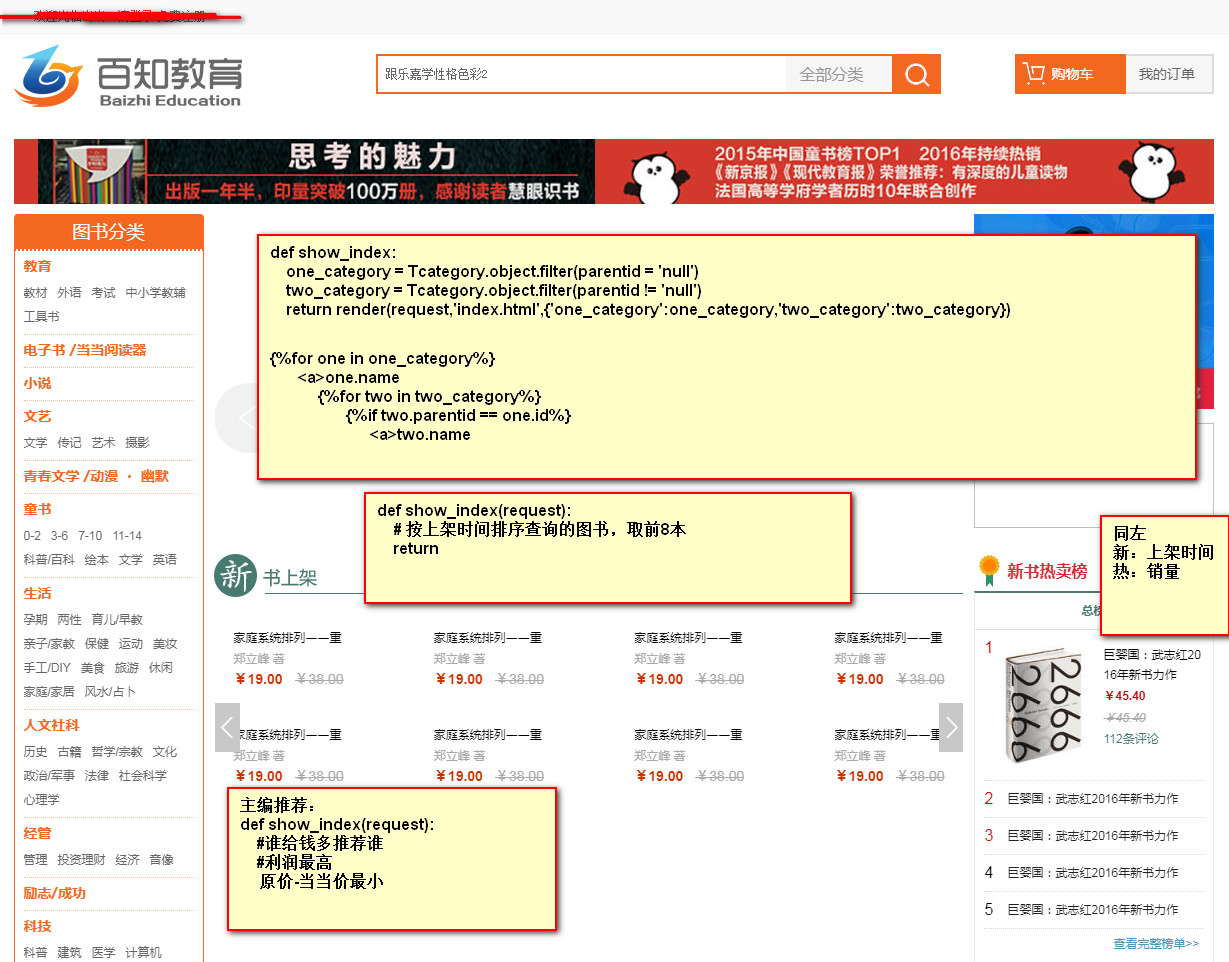 百知教育
Baizhi Education
跟乐嘉学性格色彩2
全部分类
购物车
我的订单
思考的魅力
出版一年半，印量突破100万册，感谢读者慧眼识书
2015年中国童书榜TOP1 2016年持续热销
《新京报》《现代教育报》荣誉推荐：有深度的儿童读物
法国高等学府学者历时10年联合创作
图书分类
教育
教材 外语 考试 中小学教辅
工具书
电子书 /当当阅读器
小说
文艺
文学 传记 艺术 摄影
青春文学 /动漫 · 幽默
童书
0-2 3-6 7-10 11-14
科普/百科 绘本 文学 英语
生活
孕期 两性 育儿/早教
亲子/家教 保健 运动 美妆
手工/DIY 美食 旅游 休闲
家庭/家居 风水/占卜
人文社科
历史 古籍 哲学/宗教 文化
政治/军事 法律 社会科学
心理学
经管
管理 投资理财 经济 音像
励志/成功
科技
科普 建筑 医学 计算机
def show_index:
one_category = Tcategory.object.filter(parentid = 'null')
two_category = Tcategory.object.filter(parentid != 'null')
return render(request,'index.html',{'one_category':one_category,'two_category':two_category})
{%for one in one_category%}
<a>one.name
{%for two in two_category%}
{%if two.parentid == one.id%}
<a>two.name
def show_index(request):
# 按上架时间排序查询的图书，取前8本
return
新 书上架
家庭系统排列——重 家庭系统排列——重 家庭系统排列——重 家庭系统排列——重
郑立峰 著 郑立峰 著 郑立峰 著 郑立峰 著
￥19.00 ￥38.00 ￥19.00 ￥38.00 ￥19.00 ￥38.00 ￥19.00 ￥38.00
家庭系统排列——重 家庭系统排列——重 家庭系统排列——重 家庭系统排列——重
郑立峰 著 郑立峰 著 郑立峰 著 郑立峰 著
￥19.00 ￥38.00 ￥19.00 ￥38.00 ￥19.00 ￥38.00 ￥19.00 ￥38.00
主编推荐：
def show_index(request):
#谁给钱多推荐谁
#利润最高
原价-当当价最小
新书热卖榜
同左
新：上架时间
热：销量
总榜
1
2666
2666
巨婴国：武志红20
16年新书力作
￥45.40
￥45.40
112条评论
2 巨婴国：武志红2016年新书力作
3 巨婴国：武志红2016年新书力作
4 巨婴国：武志红2016年新书力作
5 巨婴国：武志红2016年新书力作
查看完整榜单>>